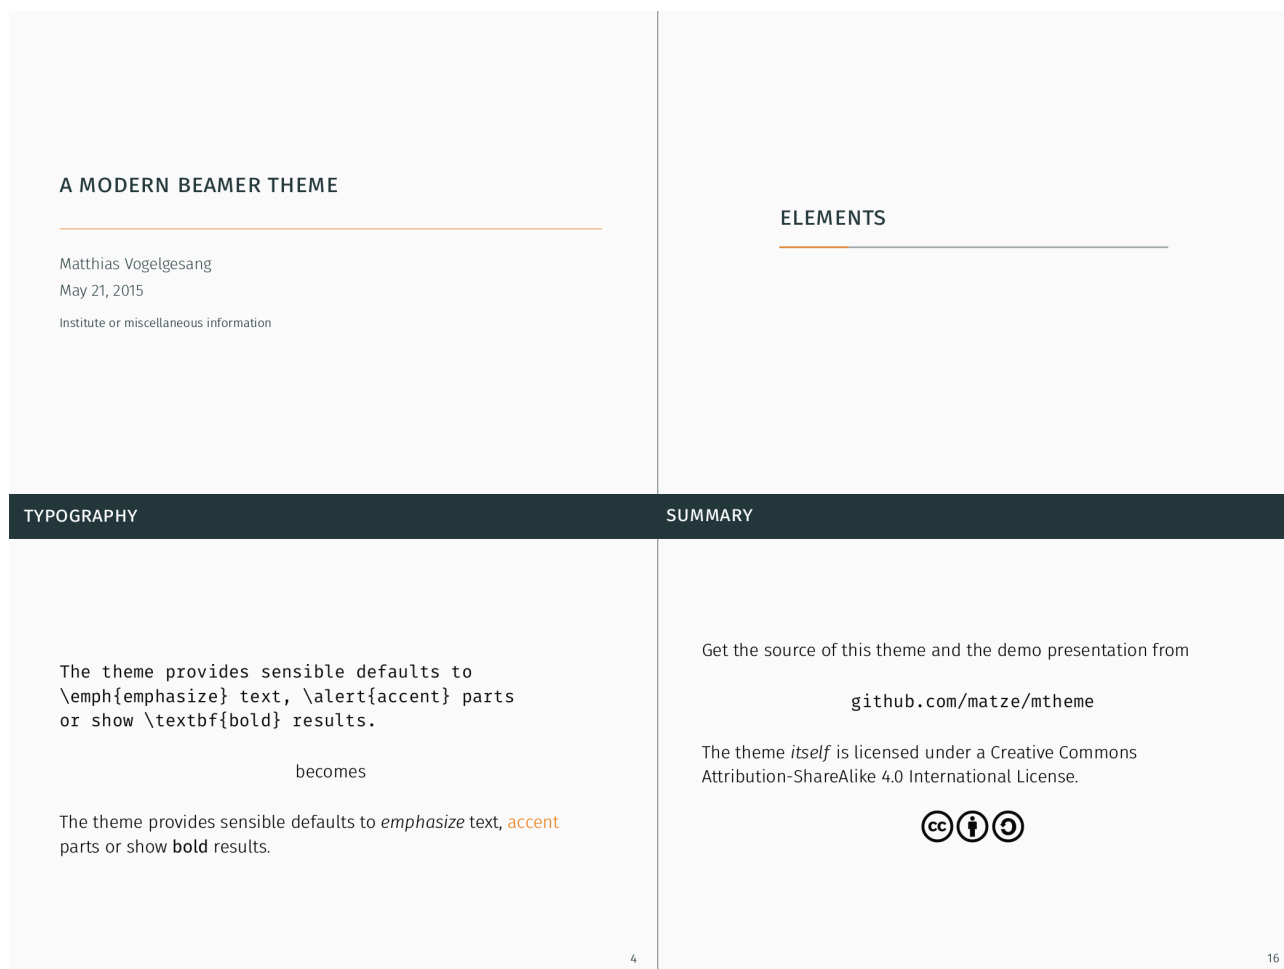 A MODERN BEAMER THEME
Matthias Vogelgesang
May 21, 2015
Institute or miscellaneous information
ELEMENTS
TYPOGRAPHY
The theme provides sensible defaults to
\emph{emphasize} text, \alert{accent} parts
or show \textbf{bold} results.
becomes
The theme provides sensible defaults to emphasize text, accent
parts or show bold results.
4
SUMMARY
Get the source of this theme and the demo presentation from
github.com/matze/mtheme
The theme itself is licensed under a Creative Commons
Attribution-ShareAlike 4.0 International License.
cc
16